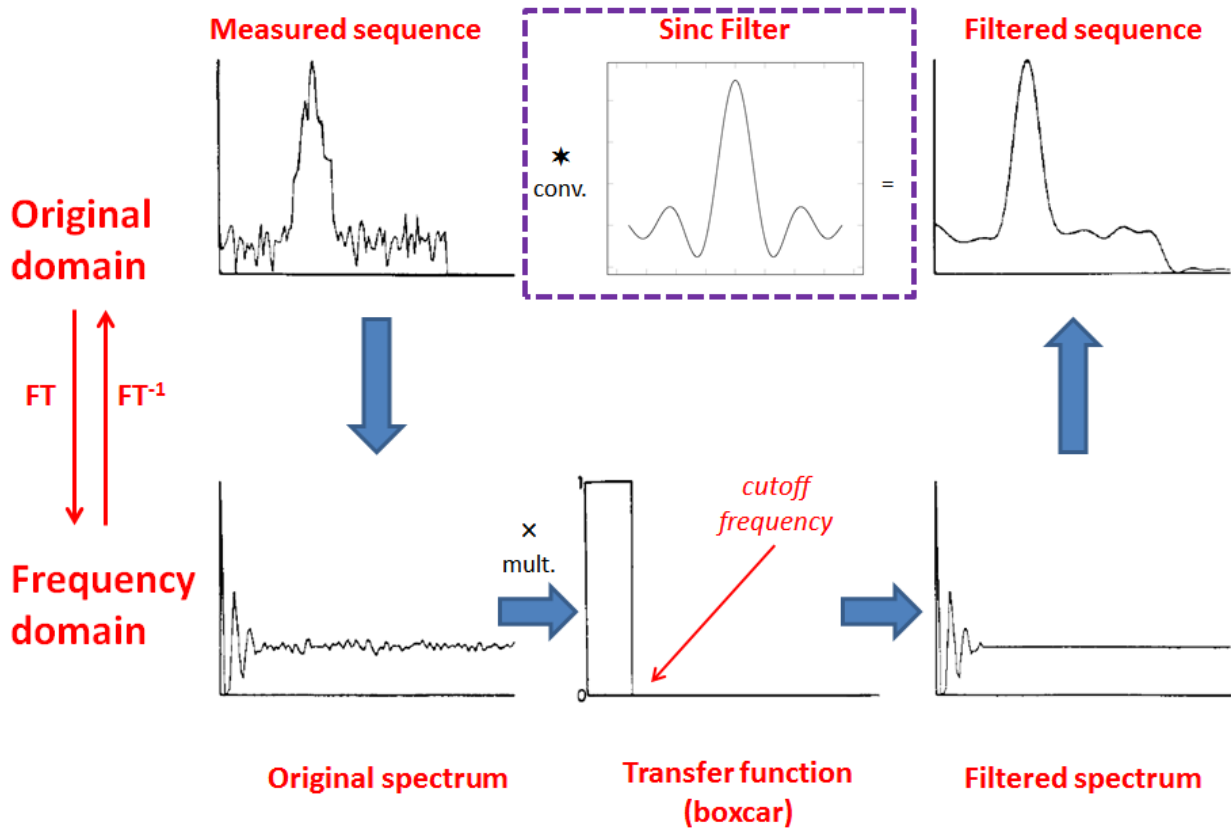 Measured sequence
Sinc Filter
Filtered sequence
✶
conv.
=
Original
domain
FT
FT⁻¹
Frequency
domain
×
mult.
1
0
cutoff
frequency
Original spectrum
Transfer function
(boxcar)
Filtered spectrum